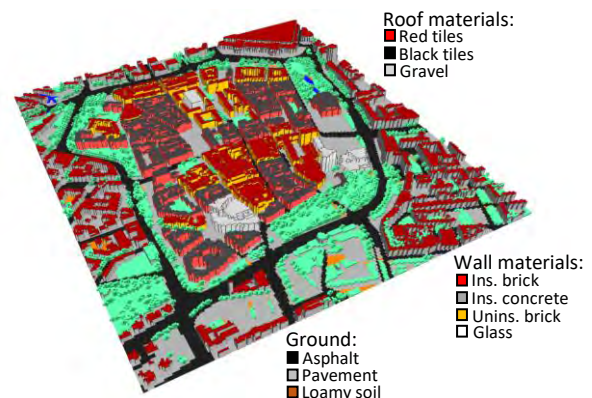 Roof materials:
Red tiles
Black tiles
Gravel
Wall materials:
Ins. brick
Ins. concrete
Unins. brick
Glass
Ground:
Asphalt
Pavement
Loamy soil